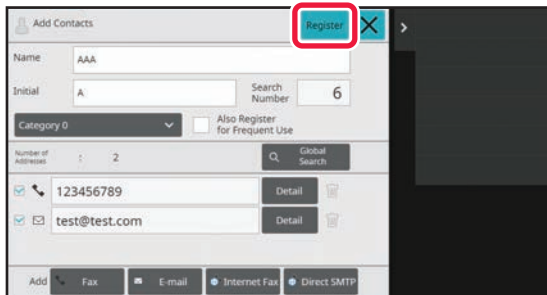 Add Contacts Register
Name AAA
Initial A Search Number 6
Category 0 Also Register for Frequent Use
Number of Addresses : 2 Global Search
123456789 Detail
test@test.com Detail
Add Fax E-mail Internet Fax Direct SMTP